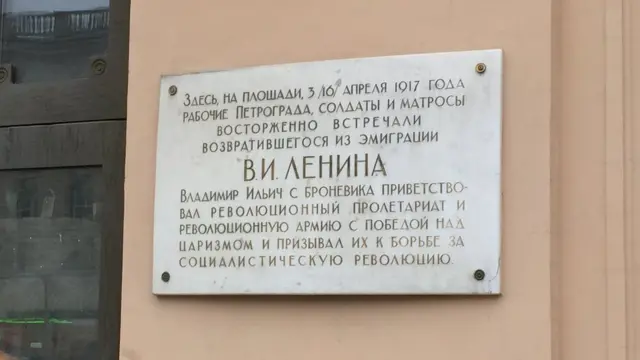 Здесь, на площади, 3/16/ апреля 1917 года
рабочие Петрограда, солдаты и матросы
восторженно встречали
возвратившегося из эмиграции
В.И. ЛЕНИНА
Владимир Ильич с броневика приветство-
вал революционный пролетариат и
революционную армию с победой над
царизмом и призывал их к борьбе за
социалистическую революцию.